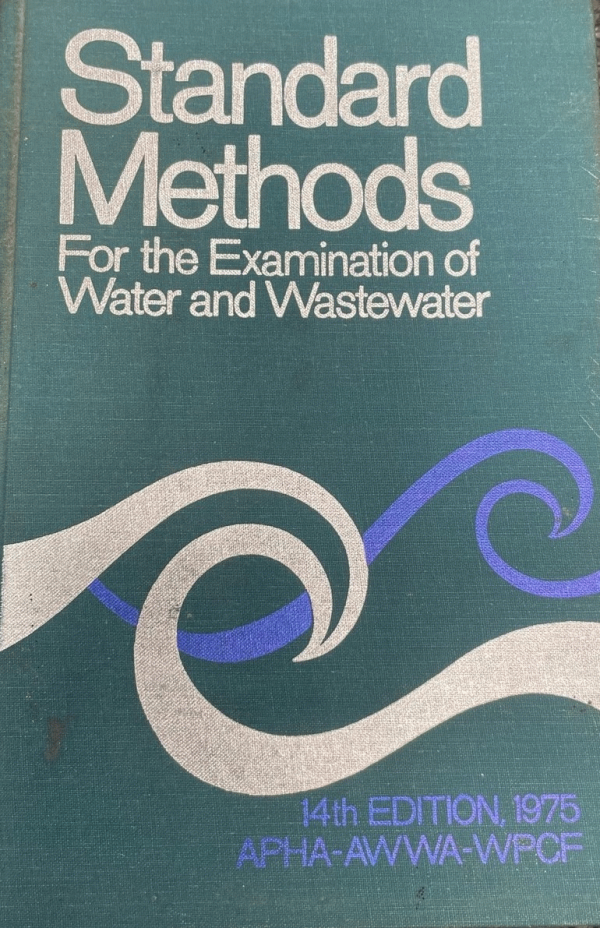 Standard
Methods
For the Examination of
Water and Wastewater
14th EDITION, 1975
APHA-AWWA-WPCF